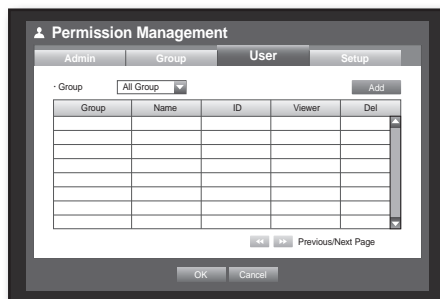 Permission Management
Admin Group User Setup
· Group All Group Add
Group Name ID Viewer Del
Previous/Next Page
OK Cancel